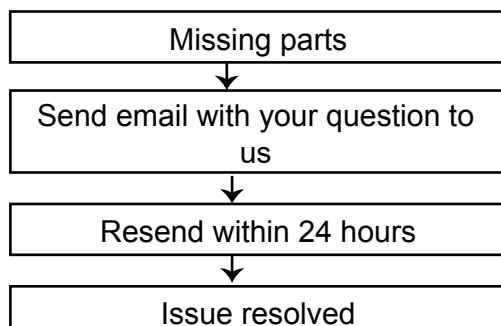 Missing parts
Send email with your question to
us
Resend within 24 hours
Issue resolved